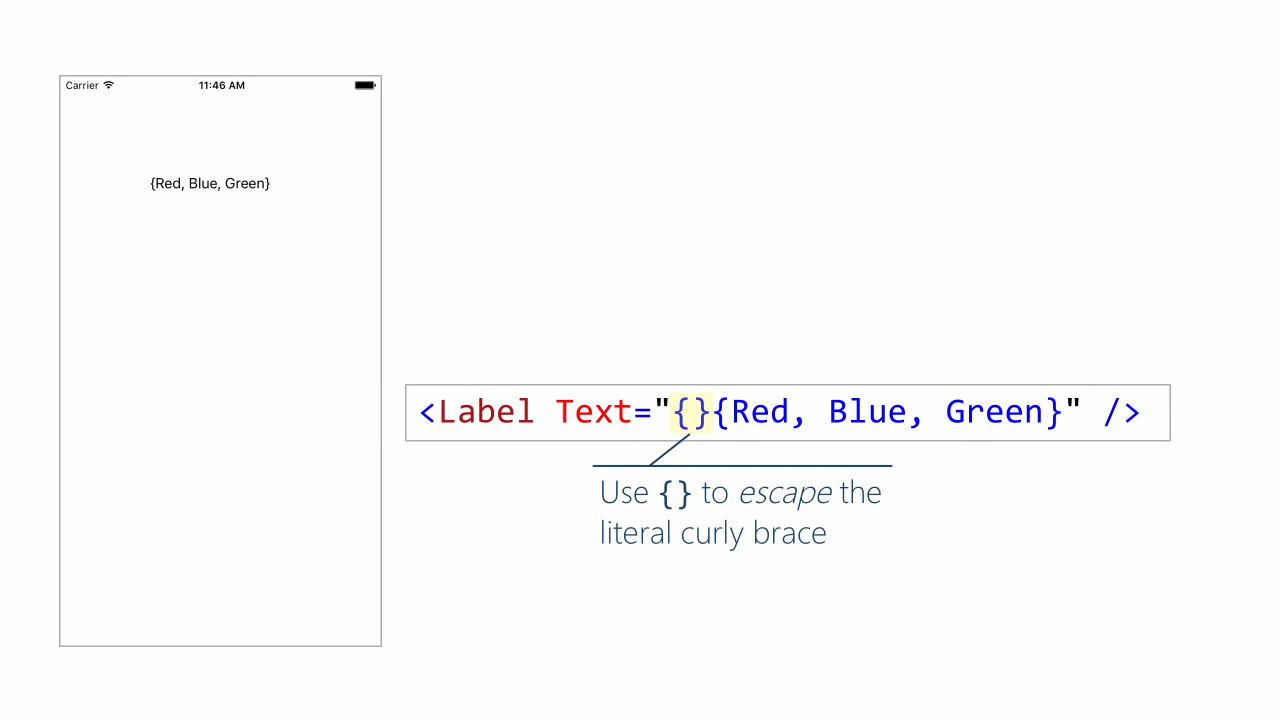 Carrier 11:46 AM
{Red, Blue, Green}
<Label Text="{}{Red, Blue, Green}" />
Use {} to escape the
literal curly brace